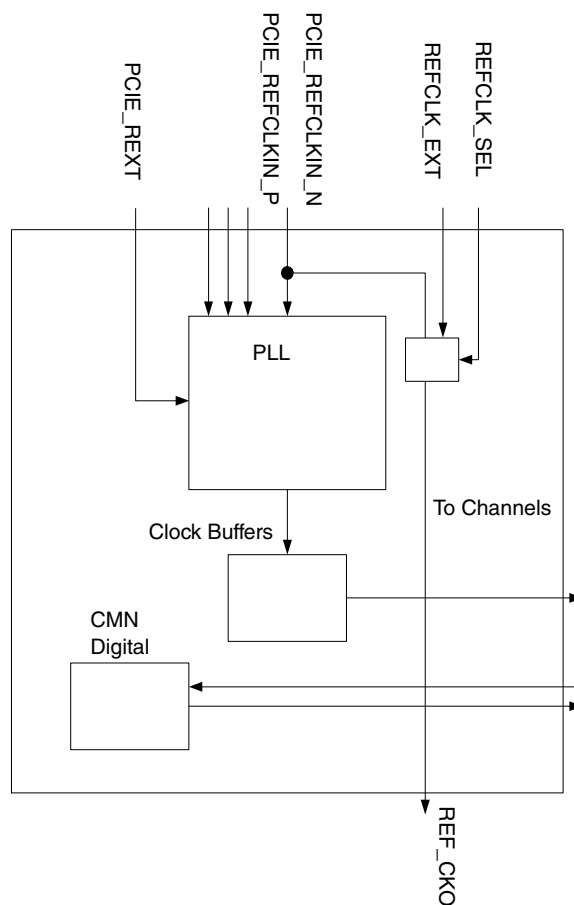 PCIE_REXT
PCIE_REFCLKIN_P
PCIE_REFCLKIN_N
REFCLK_EXT
REFCLK_SEL
PLL
To Channels
Clock Buffers
CMN
Digital
REF_CKO